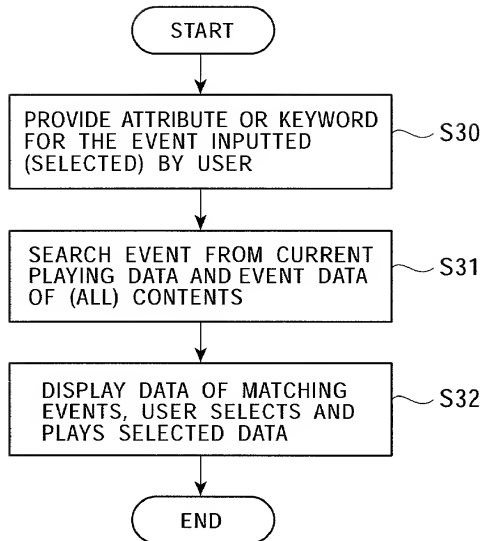 START
PROVIDE ATTRIBUTE OR KEYWORD
FOR THE EVENT INPUTTED
(SELECTED) BY USER
S30
SEARCH EVENT FROM CURRENT
PLAYING DATA AND EVENT DATA
OF (ALL) CONTENTS
S31
DISPLAY DATA OF MATCHING
EVENTS, USER SELECTS AND
PLAYS SELECTED DATA
S32
END